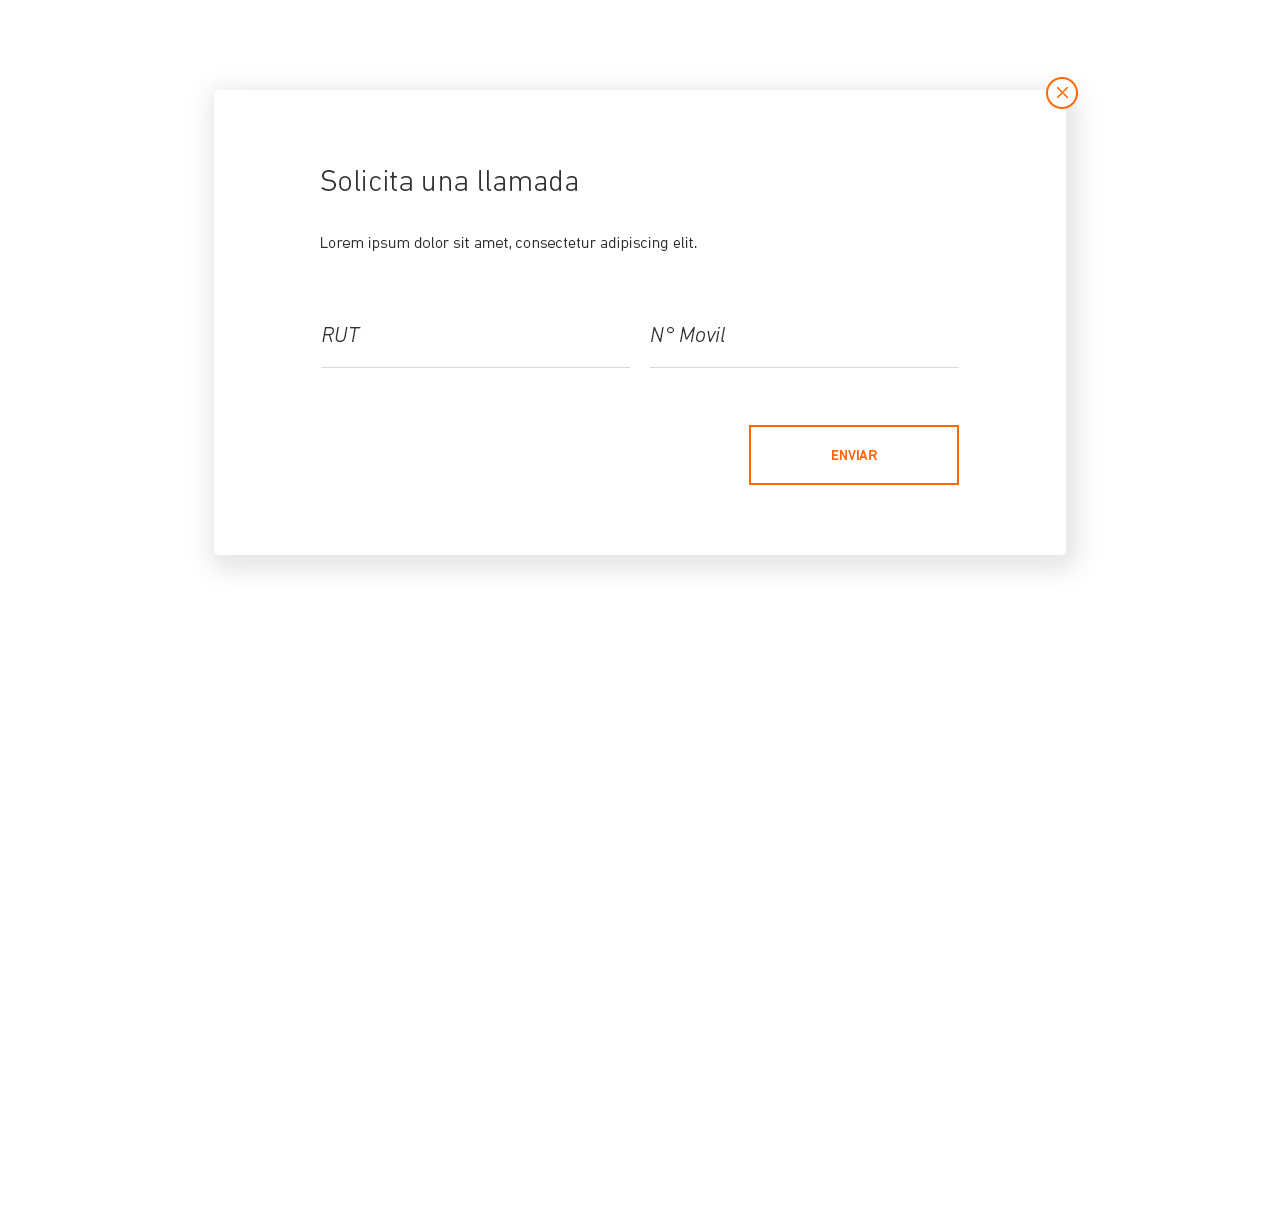 Solicita una llamada
Lorem ipsum dolor sit amet, consectetur adipiscing elit.
RUT
N° Movil
ENVIAR